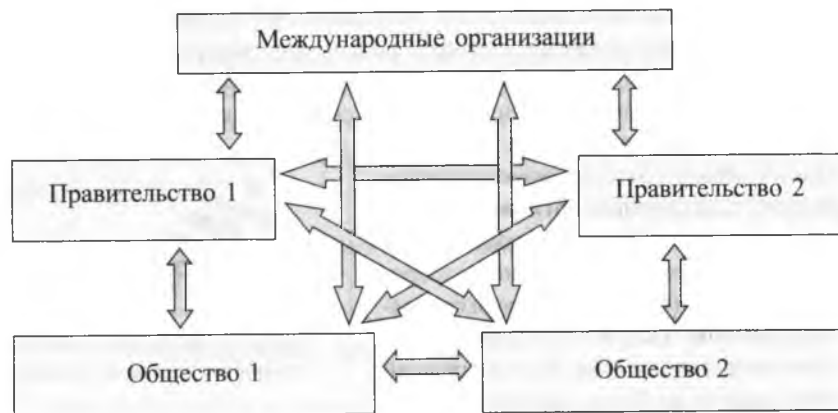 Международные организации
Правительство 1
Правительство 2
Общество 1
Общество 2